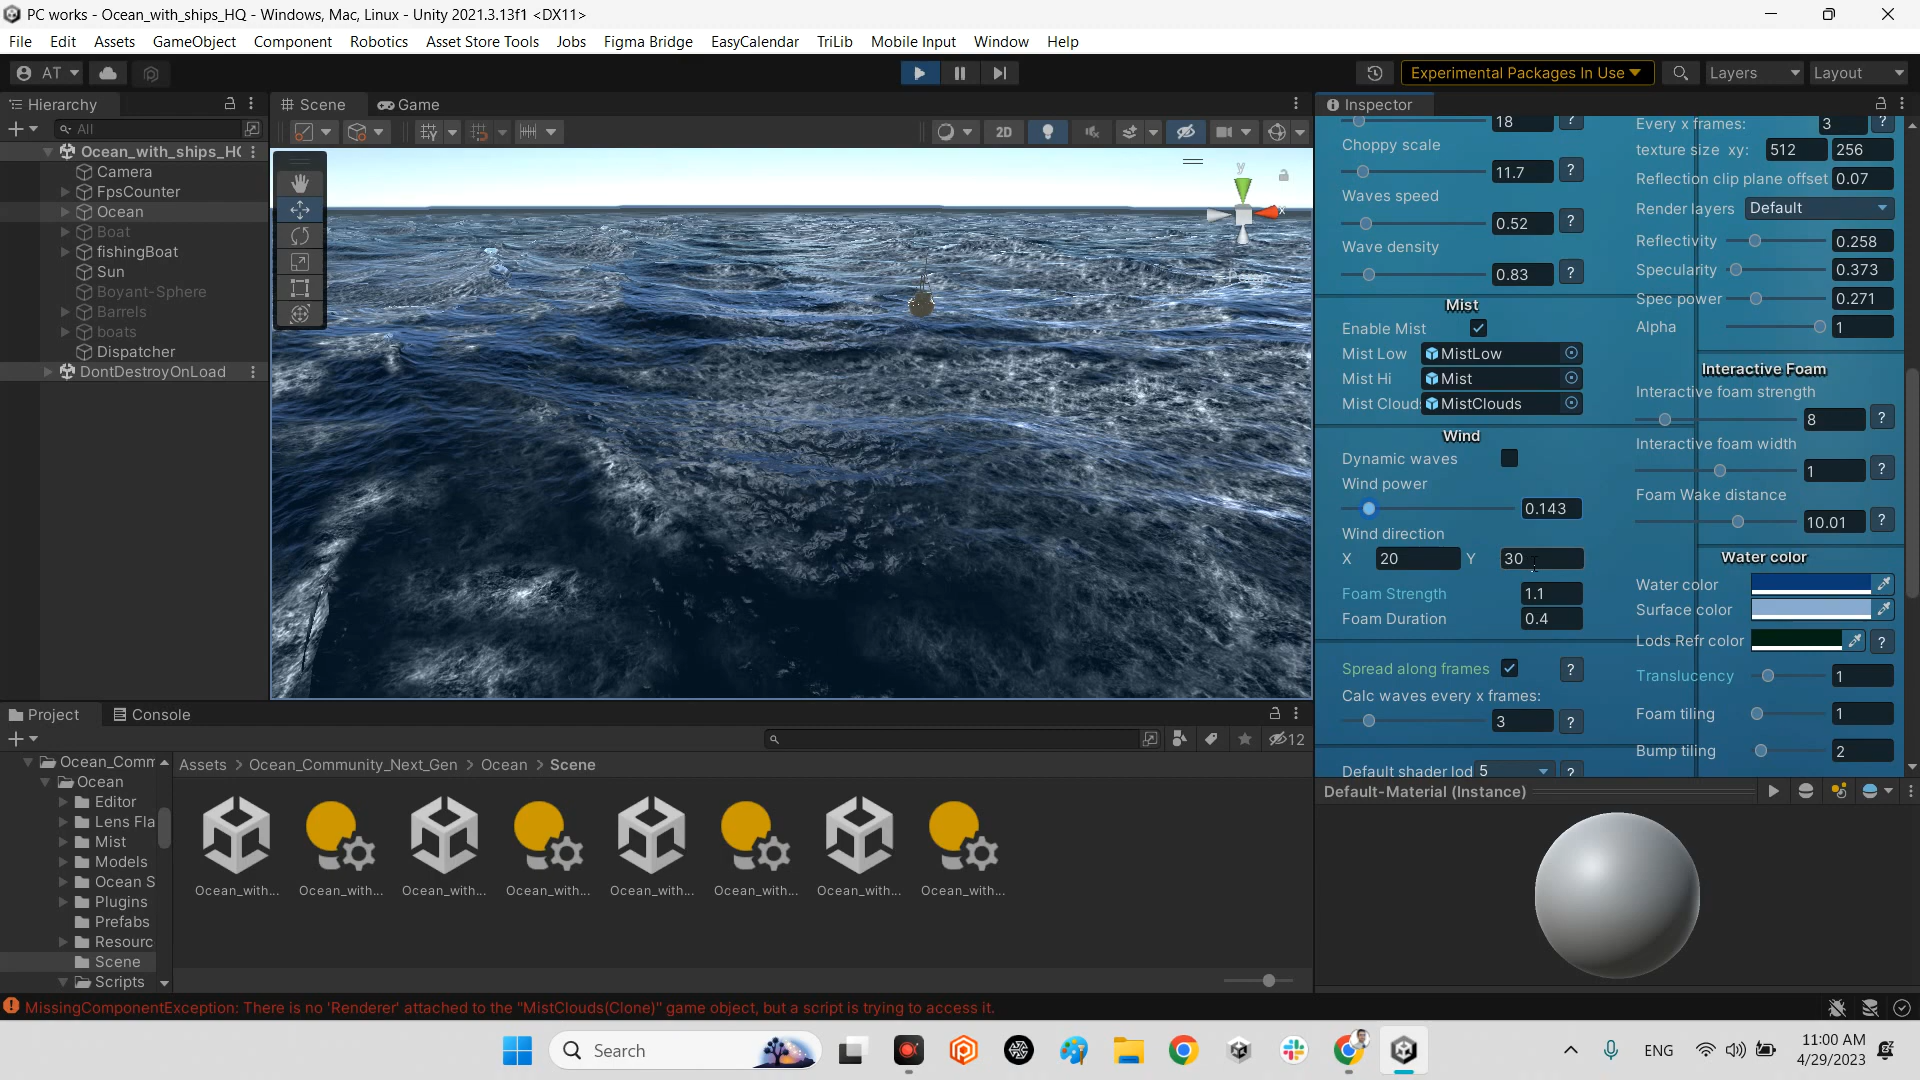 PC works - Ocean_with_ships_HQ - Windows, Mac, Linux - Unity 2021.3.13f1 <DX11>
File Edit Assets GameObject Component Robotics Asset Store Tools Jobs Figma Bridge EasyCalendar TriLib Mobile Input Window Help
AT Experimental Packages In Use Layers Layout
Hierarchy
All
Ocean_with_ships_H
Camera
FpsCounter
Ocean
Boat
fishingBoat
Sun
Boyant-Sphere
Barrels
boats
Dispatcher
DontDestroyOnLoad
Scene Game
2D
y
x
Inspector
18 ?
Choppy scale
11.7 ?
Waves speed
0.52 ?
Wave density
0.83 ?
Mist
Enable Mist
Mist Low MistLow
Mist Hi Mist
Mist Cloud MistClouds
Wind
Dynamic waves
Wind power
0.143
Wind direction
X 20 Y 30
Foam Strength 1.1
Foam Duration 0.4
Spread along frames ?
Calc waves every x frames:
3 ?
Default shader lod 5 ?
Every x frames: 3 ?
texture size xy: 512 256
Reflection clip plane offset 0.07
Render layers Default
Reflectivity 0.258
Specularity 0.373
Spec power 0.271
Alpha 1
Interactive Foam
Interactive foam strength
8 ?
Interactive foam width
1 ?
Foam Wake distance
10.01 ?
Water color
Water color
Surface color
Lods Refr color ?
Translucency 1
Foam tiling 1
Bump tiling 2
Default-Material (Instance)
Project Console
12
Ocean_Comm
Ocean
Editor
Lens Fla
Mist
Models
Ocean S
Plugins
Prefabs
Resourc
Scene
Scripts
Assets > Ocean_Community_Next_Gen > Ocean > Scene
Ocean_with... Ocean_with... Ocean_with... Ocean_with... Ocean_with... Ocean_with... Ocean_with... Ocean_with...
MissingComponentException: There is no 'Renderer' attached to the "MistClouds(Clone)" game object, but a script is trying to access it.
Search
ENG
11:00 AM
4/29/2023